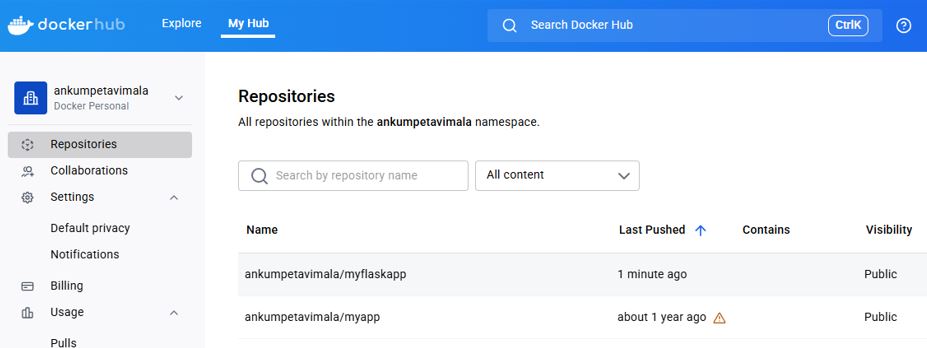 dockerhub
Explore
My Hub
Search Docker Hub
CtrlK
ankumpetavimala
Docker Personal
Repositories
Collaborations
Settings
Default privacy
Notifications
Billing
Usage
Pulls
Repositories
All repositories within the ankumpetavimala namespace.
Search by repository name
All content
Name Last Pushed Contains Visibility
ankumpetavimala/myflaskapp 1 minute ago Public
ankumpetavimala/myapp about 1 year ago Public